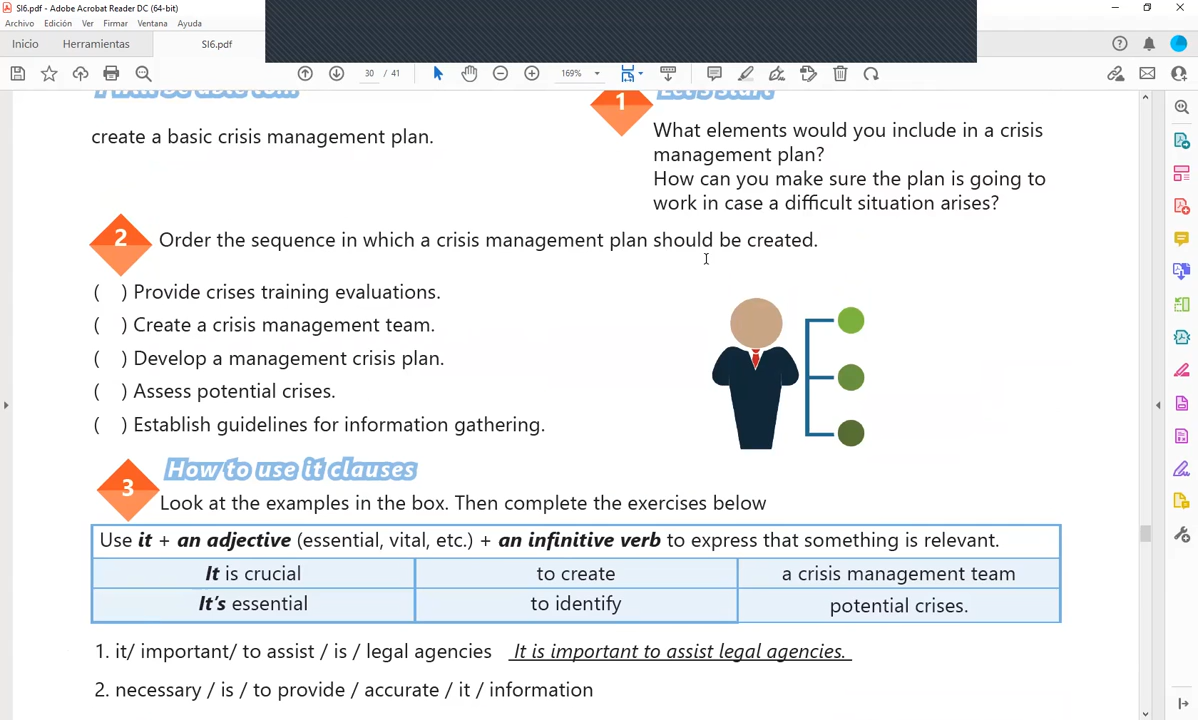 SI6.pdf - Adobe Acrobat Reader DC (64-bit)
Archivo Edición Ver Firmar Ventana Ayuda
Inicio Herramientas SI6.pdf
30 / 41 169%
I will be able to...
create a basic crisis management plan.
1 Let's start
What elements would you include in a crisis
management plan?
How can you make sure the plan is going to
work in case a difficult situation arises?
2 Order the sequence in which a crisis management plan should be created.
( ) Provide crises training evaluations.
( ) Create a crisis management team.
( ) Develop a management crisis plan.
( ) Assess potential crises.
( ) Establish guidelines for information gathering.
How to use it clauses
3 Look at the examples in the box. Then complete the exercises below
Use it + an adjective (essential, vital, etc.) + an infinitive verb to express that something is relevant.
It is crucial to create a crisis management team
It's essential to identify potential crises.
1. it/ important/ to assist / is / legal agencies It is important to assist legal agencies.
2. necessary / is / to provide / accurate / it / information